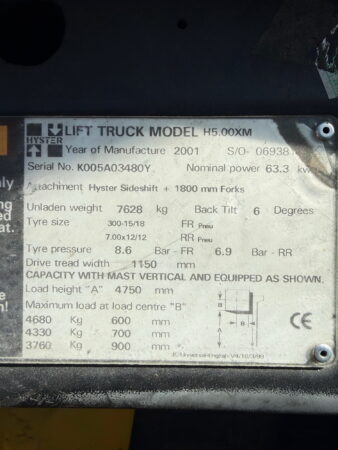 HYSTER
LIFT TRUCK MODEL H5.00XM
Year of Manufacture 2001 S/O- 06938
Serial No. K005A03480Y Nominal power 63.3 kw
Attachment Hyster Sideshift + 1800 mm Forks
Unladen weight 7628 kg Back Tilt 6 Degrees
Tyre size 300-15/18 FR Pneu
7.00x12/12 RR Pneu
Tyre pressure 8.6 Bar - FR 6.9 Bar - RR
Drive tread width 1150 mm
CAPACITY WITH MAST VERTICAL AND EQUIPPED AS SHOWN.
Load height "A" 4750 mm
Maximum load at load centre "B"
4680 Kg 600 mm
4330 Kg 700 mm
3760 Kg 900 mm
B
A
B
CE